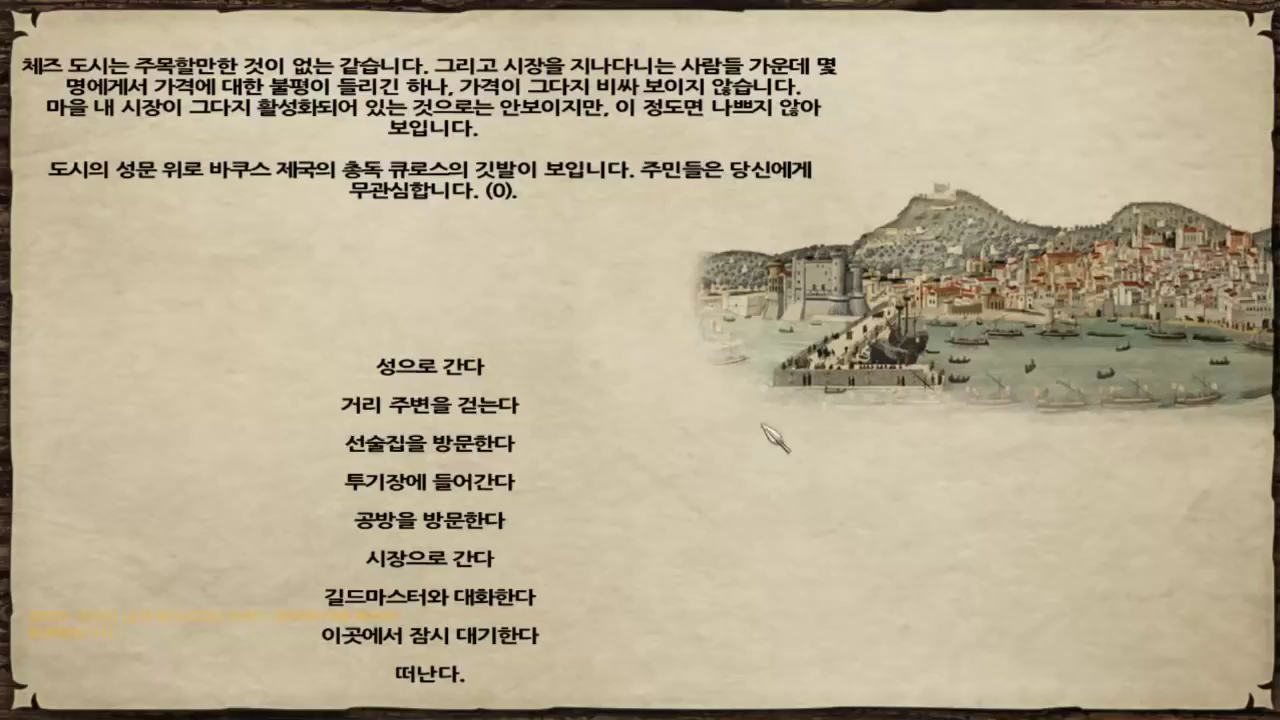 체즈 도시는 주목할만한 것이 없는 같습니다. 그리고 시장을 지나다니는 사람들 가운데 몇
명에게서 가격에 대한 불평이 들리긴 하나, 가격이 그다지 비싸 보이지 않습니다.
마을 내 시장이 그다지 활성화되어 있는 것으로는 안보이지만, 이 정도면 나쁘지 않아
보입니다.
도시의 성문 위로 바쿠스 제국의 총독 큐로스의 깃발이 보입니다. 주민들은 당신에게
무관심합니다. (0).
성으로 간다
거리 주변을 걷는다
선술집을 방문한다
투기장에 들어간다
공방을 방문한다
시장으로 간다
길드마스터와 대화한다
이곳에서 잠시 대기한다
떠난다.